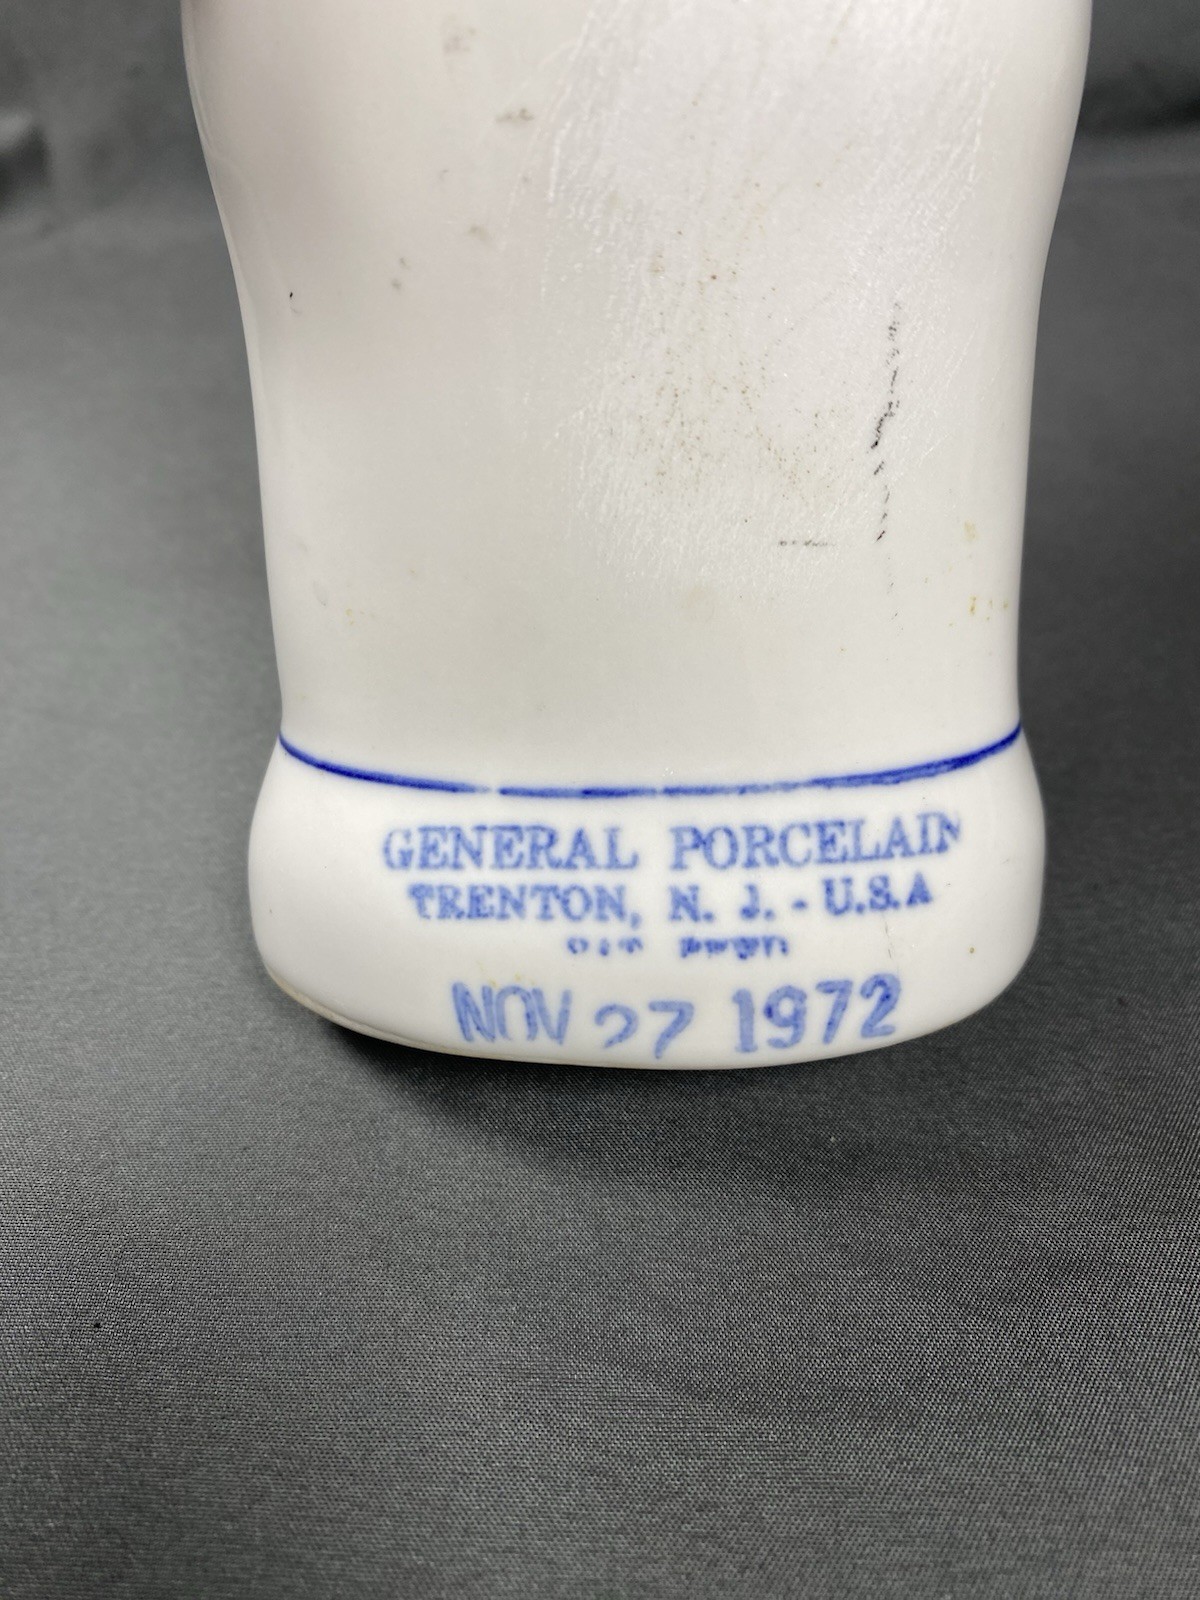 GENERAL PORCELAIN
TRENTON, N. J. - U.S.A
NOV 27 1972